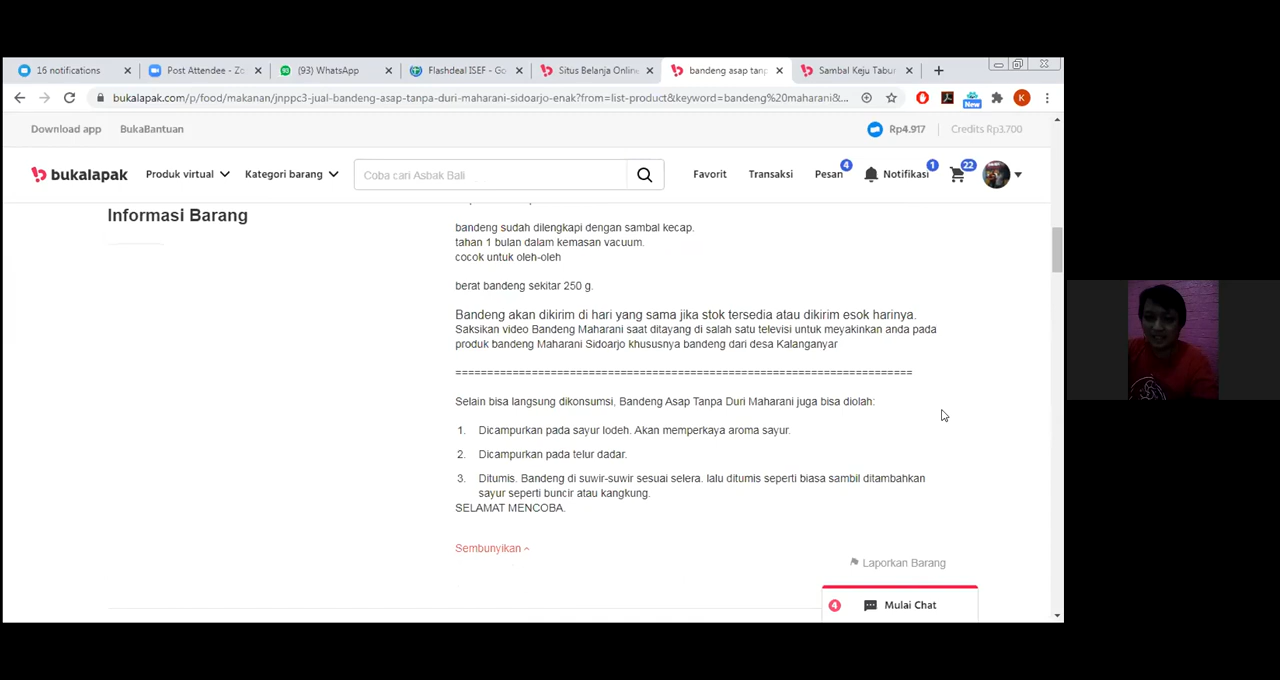 16 notifications
Post Attendee - Zo
(93) WhatsApp
Flashdeal ISEF - Go
Situs Belanja Online
bandeng asap tanp
Sambal Keju Tabur
bukalapak.com/p/food/makanan/jnppc3-jual-bandeng-asap-tanpa-duri-maharani-sidoarjo-enak?from=list-product&keyword=bandeng%20maharani&...
New
K
Download app
BukaBantuan
Rp4.917
Credits Rp3.700
bukalapak
Produk virtual
Kategori barang
Coba cari Asbak Bali
Favorit
Transaksi
Pesan
4
Notifikasi
1
22
Informasi Barang
bandeng sudah dilengkapi dengan sambal kecap.
tahan 1 bulan dalam kemasan vacuum.
cocok untuk oleh-oleh
berat bandeng sekitar 250 g.
Bandeng akan dikirim di hari yang sama jika stok tersedia atau dikirim esok harinya.
Saksikan video Bandeng Maharani saat ditayang di salah satu televisi untuk meyakinkan anda pada
produk bandeng Maharani Sidoarjo khususnya bandeng dari desa Kalanganyar
========================================================================
Selain bisa langsung dikonsumsi, Bandeng Asap Tanpa Duri Maharani juga bisa diolah:
1. Dicampurkan pada sayur lodeh. Akan memperkaya aroma sayur.
2. Dicampurkan pada telur dadar.
3. Ditumis. Bandeng di suwir-suwir sesuai selera. lalu ditumis seperti biasa sambil ditambahkan
sayur seperti buncir atau kangkung.
SELAMAT MENCOBA.
Sembunyikan
Laporkan Barang
4
Mulai Chat